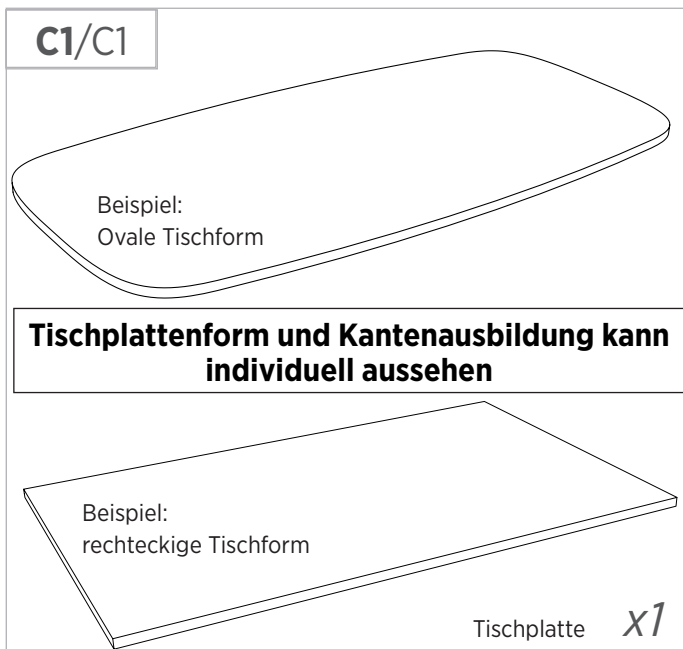 C1/C1
Beispiel:
Ovale Tischform
Tischplattenform und Kantenausbildung kann
individuell aussehen
Beispiel:
rechteckige Tischform
Tischplatte x1